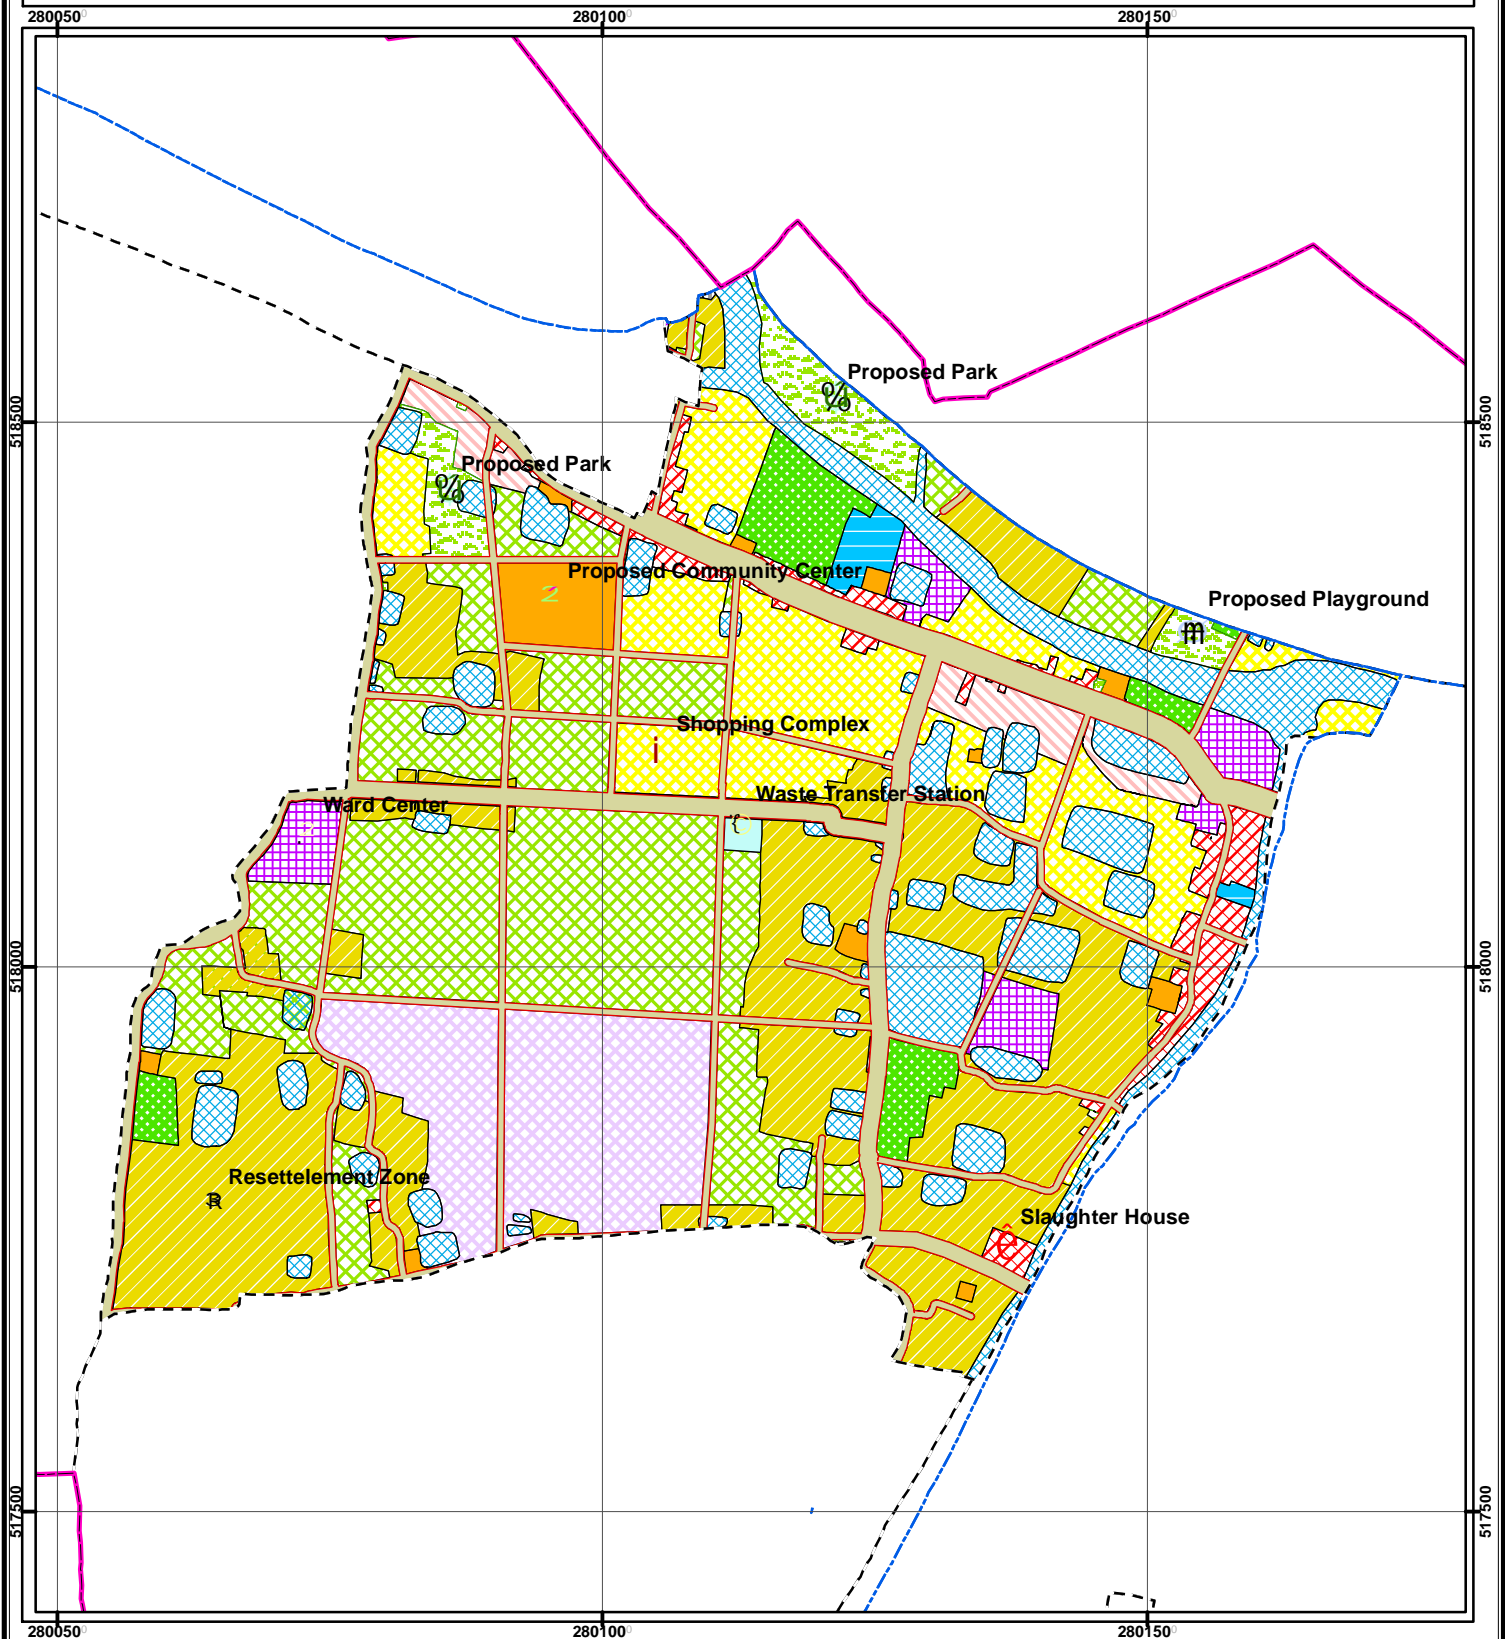 280050 280100 280150
Proposed Park
518500 518500
Proposed Park
Proposed Community Center
Proposed Playground
Shopping Complex
i
Waste Transfer Station
Ward Center
{
518000 518000
Resettelement Zone
Slaughter House
517500 517500
280050 280100 280150